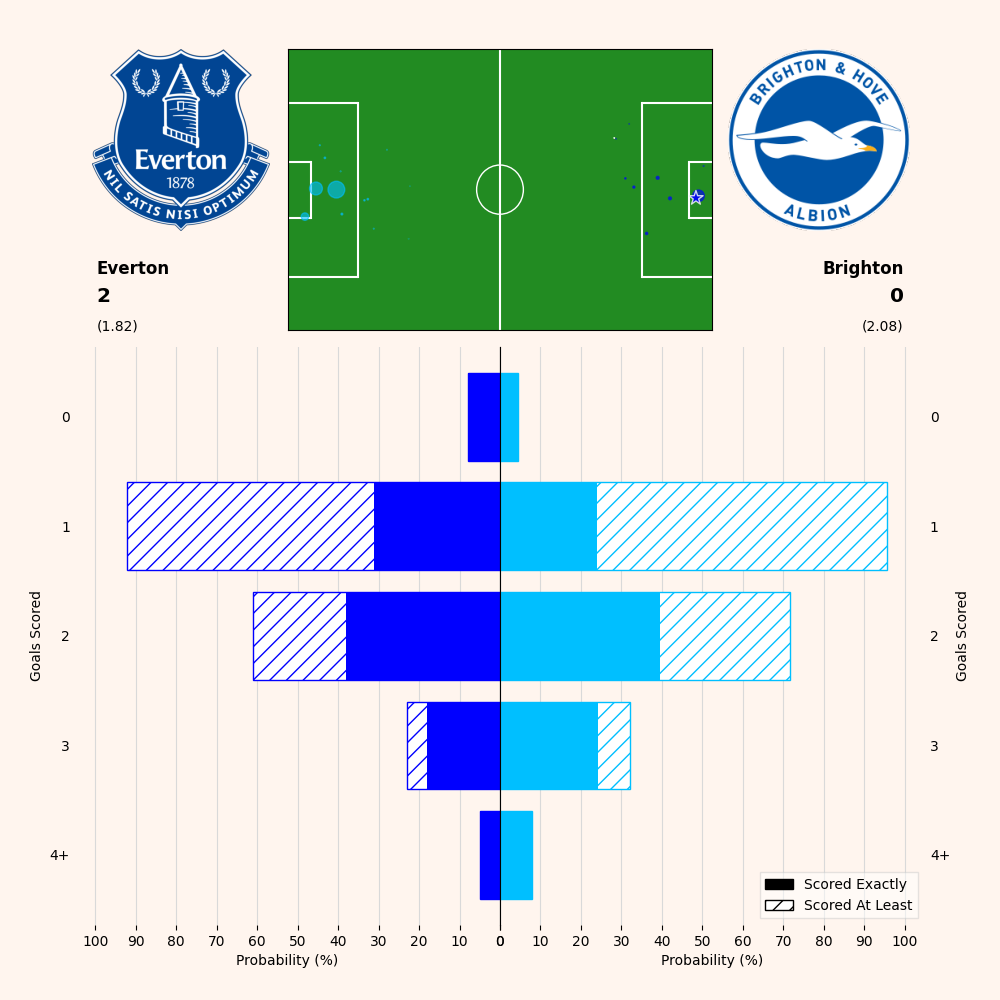 Everton
1878
NIL SATIS NISI OPTIMUM
BRIGHTON & HOVE
ALBION
Everton
2
(1.82)
Brighton
0
(2.08)
0
1
2
3
4+
Goals Scored
0
1
2
3
4+
Goals Scored
Scored Exactly
Scored At Least
100 90 80 70 60 50 40 30 20 10 0 0 10 20 30 40 50 60 70 80 90 100
Probability (%)
Probability (%)